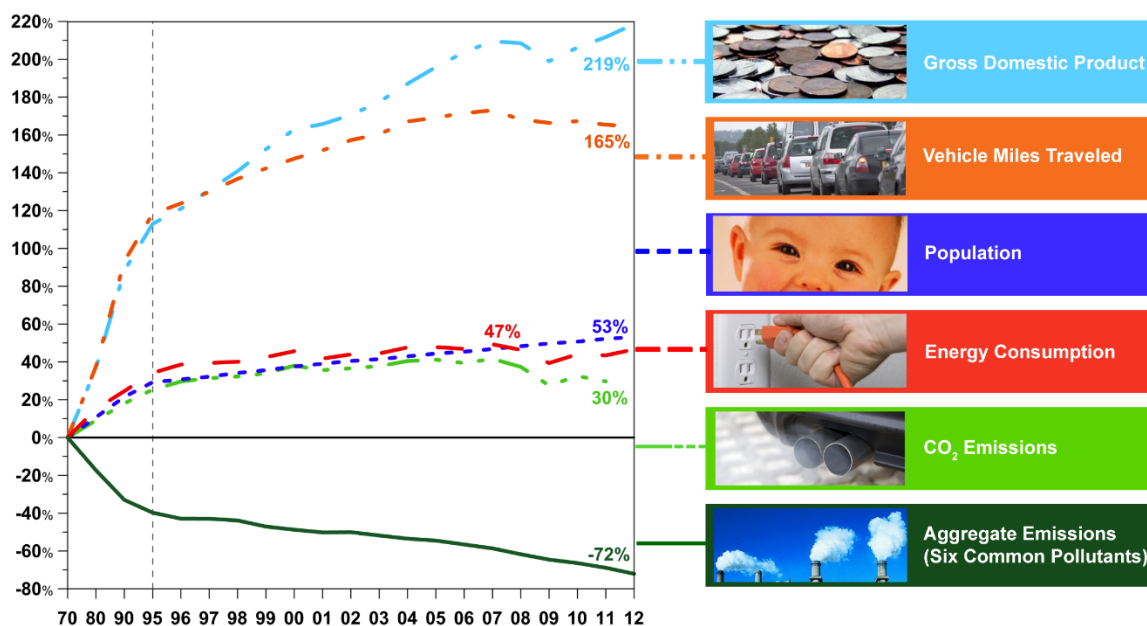 220%
200%
180%
160%
140%
120%
100%
80%
60%
40%
20%
0%
-20%
-40%
-60%
-80%
70 80 90 95 96 97 98 99 00 01 02 03 04 05 06 07 08 09 10 11 12
219%
165%
47%
53%
30%
-72%
Gross Domestic Product
Vehicle Miles Traveled
Population
Energy Consumption
CO₂ Emissions
Aggregate Emissions
(Six Common Pollutants)